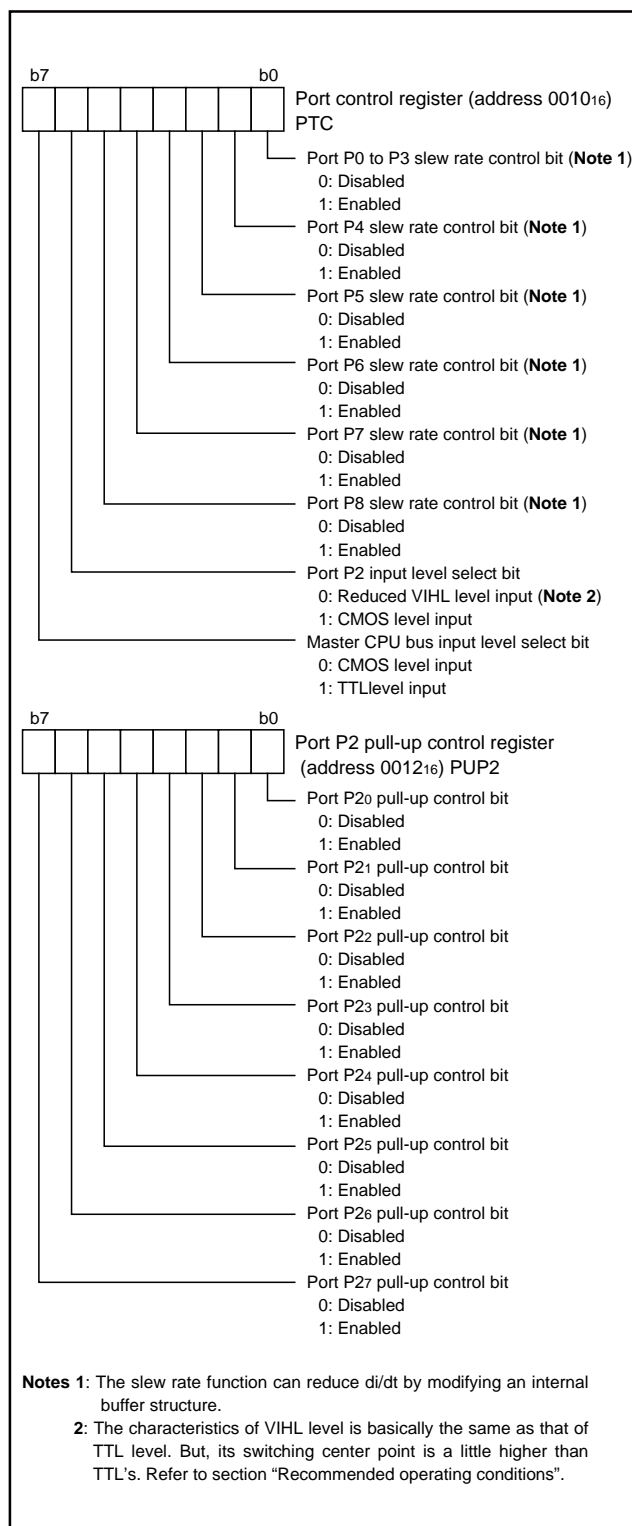 b7 b0
Port control register (address 0010₁₆)
PTC
Port P0 to P3 slew rate control bit (Note 1)
0: Disabled
1: Enabled
Port P4 slew rate control bit (Note 1)
0: Disabled
1: Enabled
Port P5 slew rate control bit (Note 1)
0: Disabled
1: Enabled
Port P6 slew rate control bit (Note 1)
0: Disabled
1: Enabled
Port P7 slew rate control bit (Note 1)
0: Disabled
1: Enabled
Port P8 slew rate control bit (Note 1)
0: Disabled
1: Enabled
Port P2 input level select bit
0: Reduced VIHL level input (Note 2)
1: CMOS level input
Master CPU bus input level select bit
0: CMOS level input
1: TTLlevel input
b7 b0
Port P2 pull-up control register
(address 0012₁₆) PUP2
Port P2₀ pull-up control bit
0: Disabled
1: Enabled
Port P2₁ pull-up control bit
0: Disabled
1: Enabled
Port P2₂ pull-up control bit
0: Disabled
1: Enabled
Port P2₃ pull-up control bit
0: Disabled
1: Enabled
Port P2₄ pull-up control bit
0: Disabled
1: Enabled
Port P2₅ pull-up control bit
0: Disabled
1: Enabled
Port P2₆ pull-up control bit
0: Disabled
1: Enabled
Port P2₇ pull-up control bit
0: Disabled
1: Enabled
Notes 1: The slew rate function can reduce di/dt by modifying an internal
buffer structure.
2: The characteristics of VIHL level is basically the same as that of
TTL level. But, its switching center point is a little higher than
TTL's. Refer to section “Recommended operating conditions”.